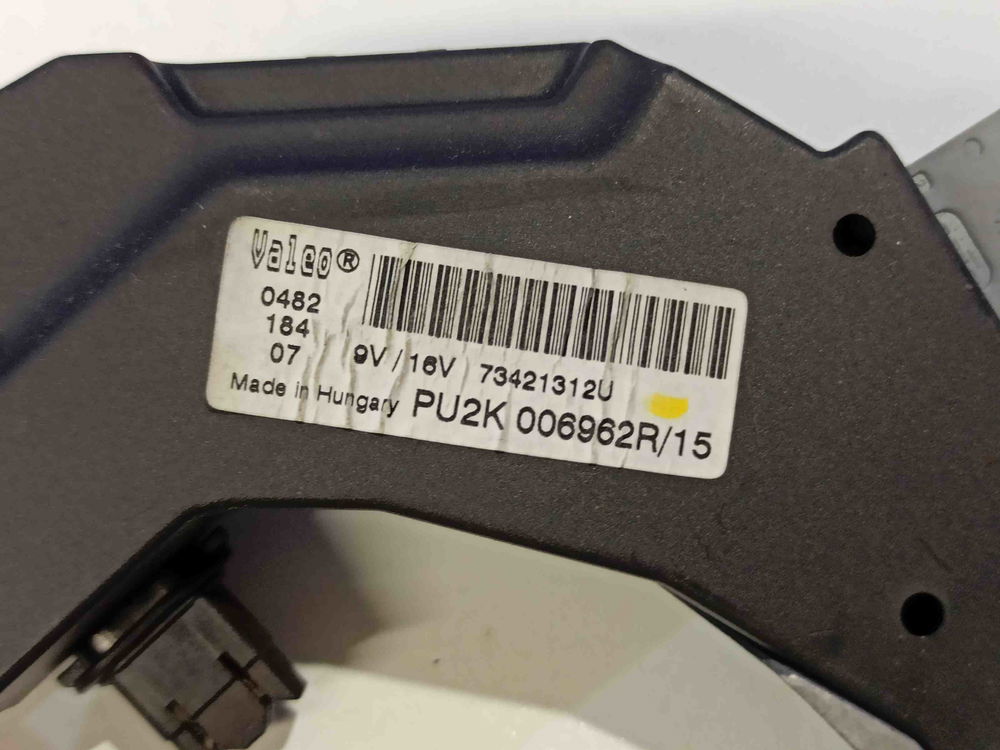 Valeo®
0482
184
07 9V / 16V 73421312U
Made in Hungary PU2K 006962R/15